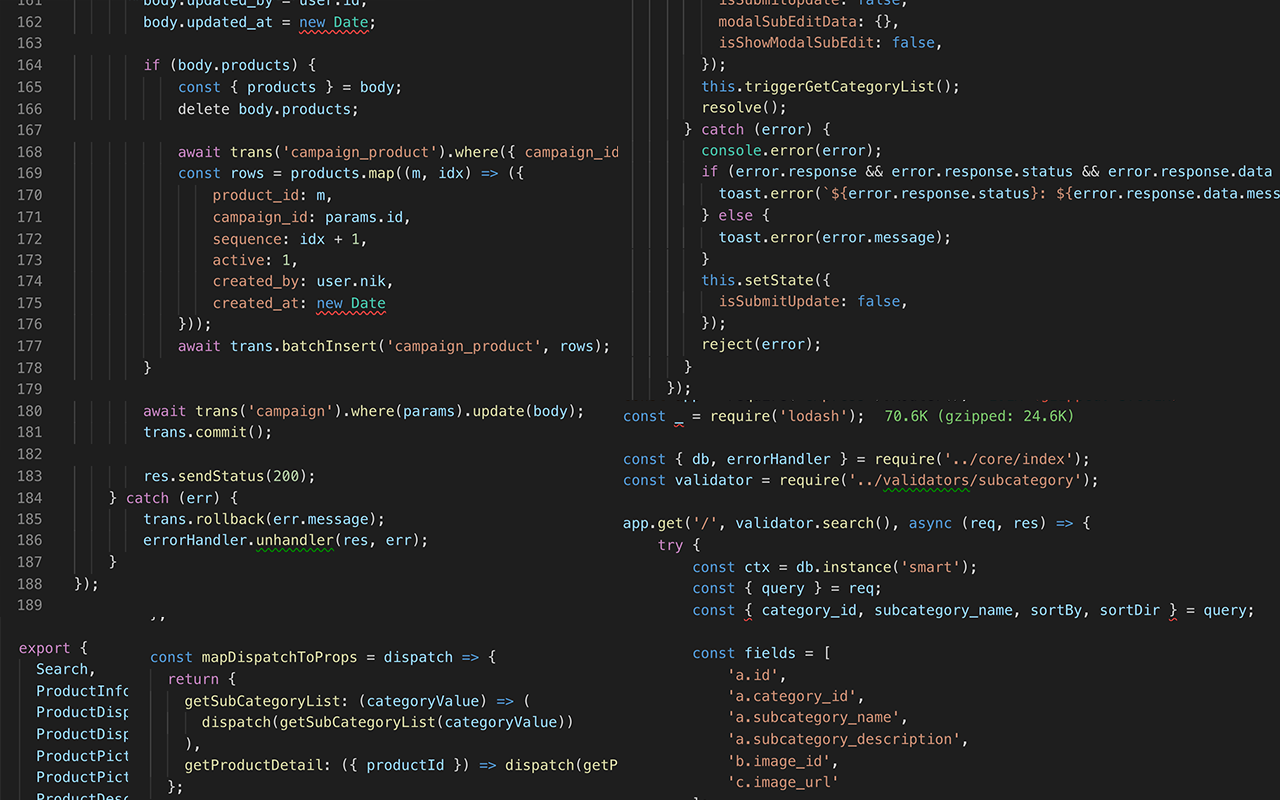 161 body.updated_by = user.id;
162 body.updated_at = new Date;
163
164 if (body.products) {
165 const { products } = body;
166 delete body.products;
167
168 await trans('campaign_product').where({ campaign_id
169 const rows = products.map((m, idx) => ({
170 product_id: m,
171 campaign_id: params.id,
172 sequence: idx + 1,
173 active: 1,
174 created_by: user.nik,
175 created_at: new Date
176 }));
177 await trans.batchInsert('campaign_product', rows);
178 }
179
180 await trans('campaign').where(params).update(body);
181 trans.commit();
182
183 res.sendStatus(200);
184 } catch (err) {
185 trans.rollback(err.message);
186 errorHandler.unhandler(res, err);
187 }
188 });
189
export {
Search,
ProductInfo
ProductDisp
ProductDisp
ProductPict
ProductPict
ProductDesc
},
const mapDispatchToProps = dispatch => {
return {
getSubCategoryList: (categoryValue) => (
dispatch(getSubCategoryList(categoryValue))
),
getProductDetail: ({ productId }) => dispatch(getP
};
isSubmitUpdate: false,
modalSubEditData: {},
isShowModalSubEdit: false,
});
this.triggerGetCategoryList();
resolve();
} catch (error) {
console.error(error);
if (error.response && error.response.status && error.response.data
toast.error(`${error.response.status}: ${error.response.data.mess
} else {
toast.error(error.message);
}
this.setState({
isSubmitUpdate: false,
});
reject(error);
}
});
const _ = require('lodash'); 70.6K (gzipped: 24.6K)
const { db, errorHandler } = require('../core/index');
const validator = require('../validators/subcategory');
app.get('/', validator.search(), async (req, res) => {
try {
const ctx = db.instance('smart');
const { query } = req;
const { category_id, subcategory_name, sortBy, sortDir } = query;
const fields = [
'a.id',
'a.category_id',
'a.subcategory_name',
'a.subcategory_description',
'b.image_id',
'c.image_url'